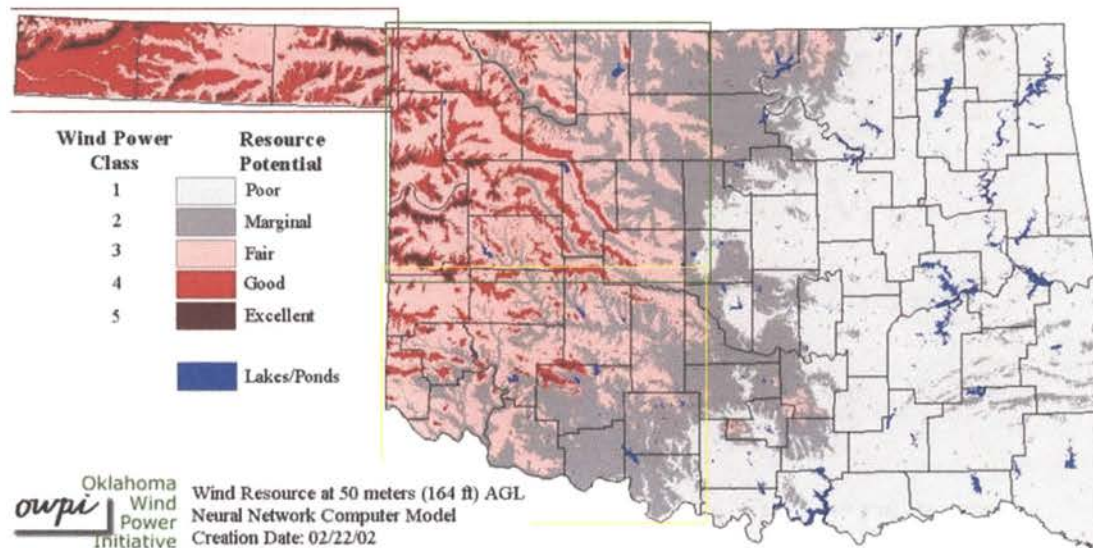 Wind Power Resource
Class Potential
1 Poor
2 Marginal
3 Fair
4 Good
5 Excellent
Lakes/Ponds
owpi
Oklahoma
Wind
Power
Initiative
Wind Resource at 50 meters (164 ft) AGL
Neural Network Computer Model
Creation Date: 02/22/02